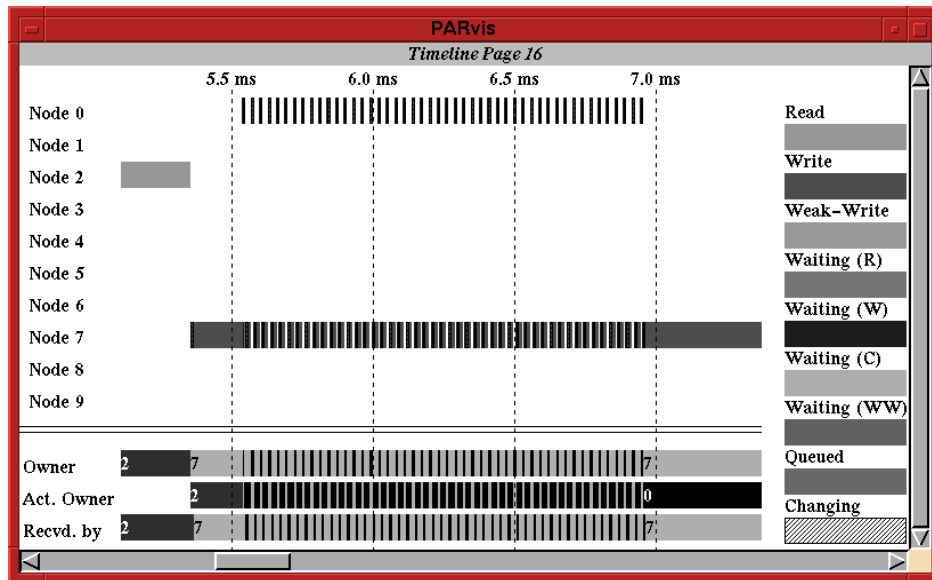 PARvis
Timeline Page 16
5.5 ms 6.0 ms 6.5 ms 7.0 ms
Node 0
Node 1
Node 2
Node 3
Node 4
Node 5
Node 6
Node 7
Node 8
Node 9
Owner 2 7 7
Act. Owner 2 0
Recvd. by 2 7 7
Read
Write
Weak-Write
Waiting (R)
Waiting (W)
Waiting (C)
Waiting (WW)
Queued
Changing